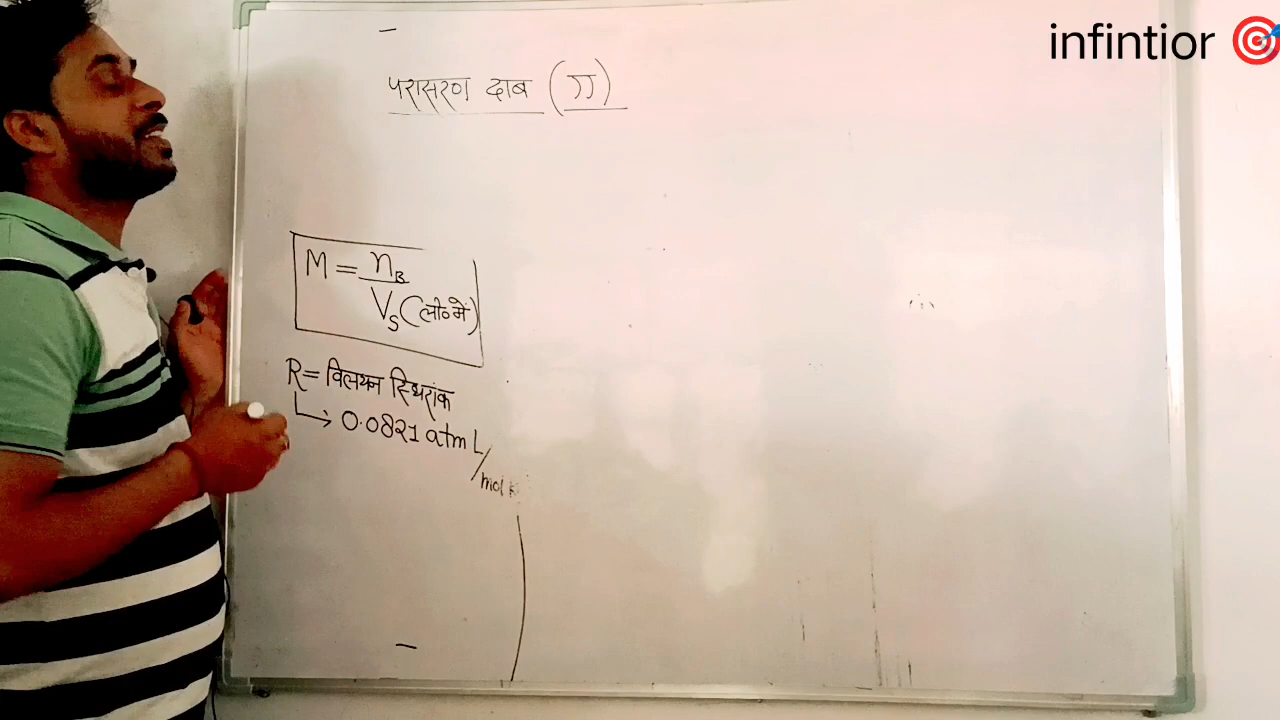 infintior
परासरण दाब (π)
M = n_B
V_S (ली० में)
R = विलयन स्थिरांक
↳ 0.0821 atm L
/mol K